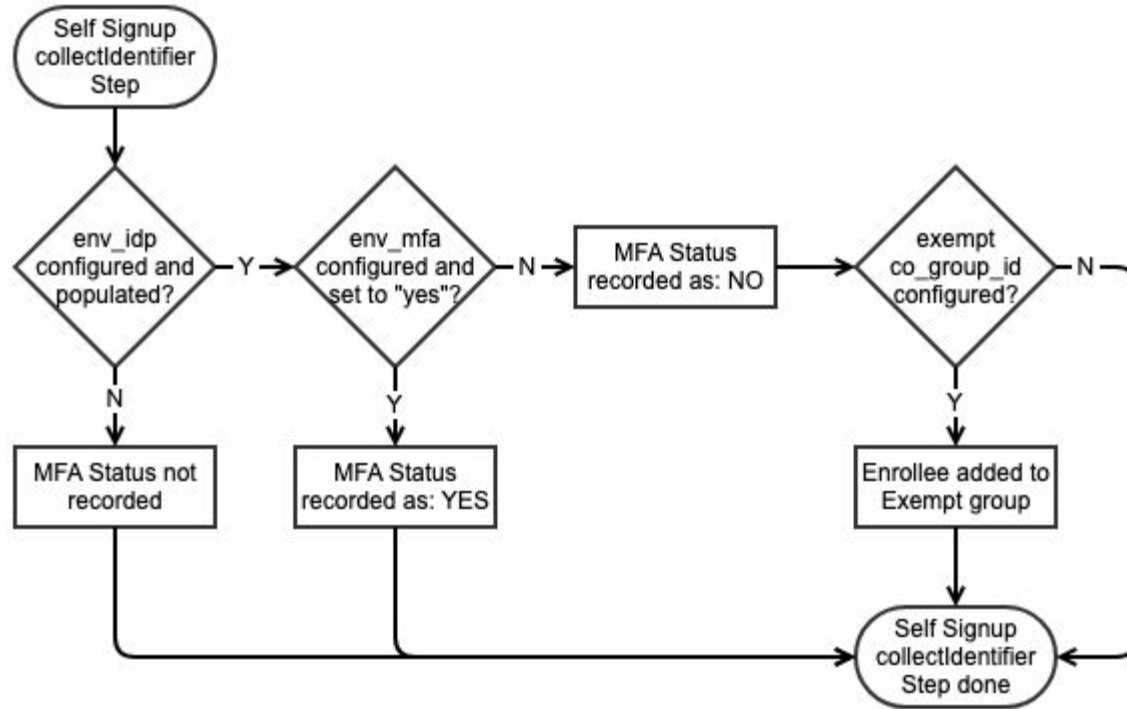 Self Signup
collectIdentifier
Step
env_idp
configured and
populated?
Y
env_mfa
configured and
set to "yes"?
N
MFA Status
recorded as: NO
exempt
co_group_id
configured?
N
N
Y
Y
MFA Status not
recorded
MFA Status
recorded as: YES
Enrollee added to
Exempt group
Self Signup
collectIdentifier
Step done